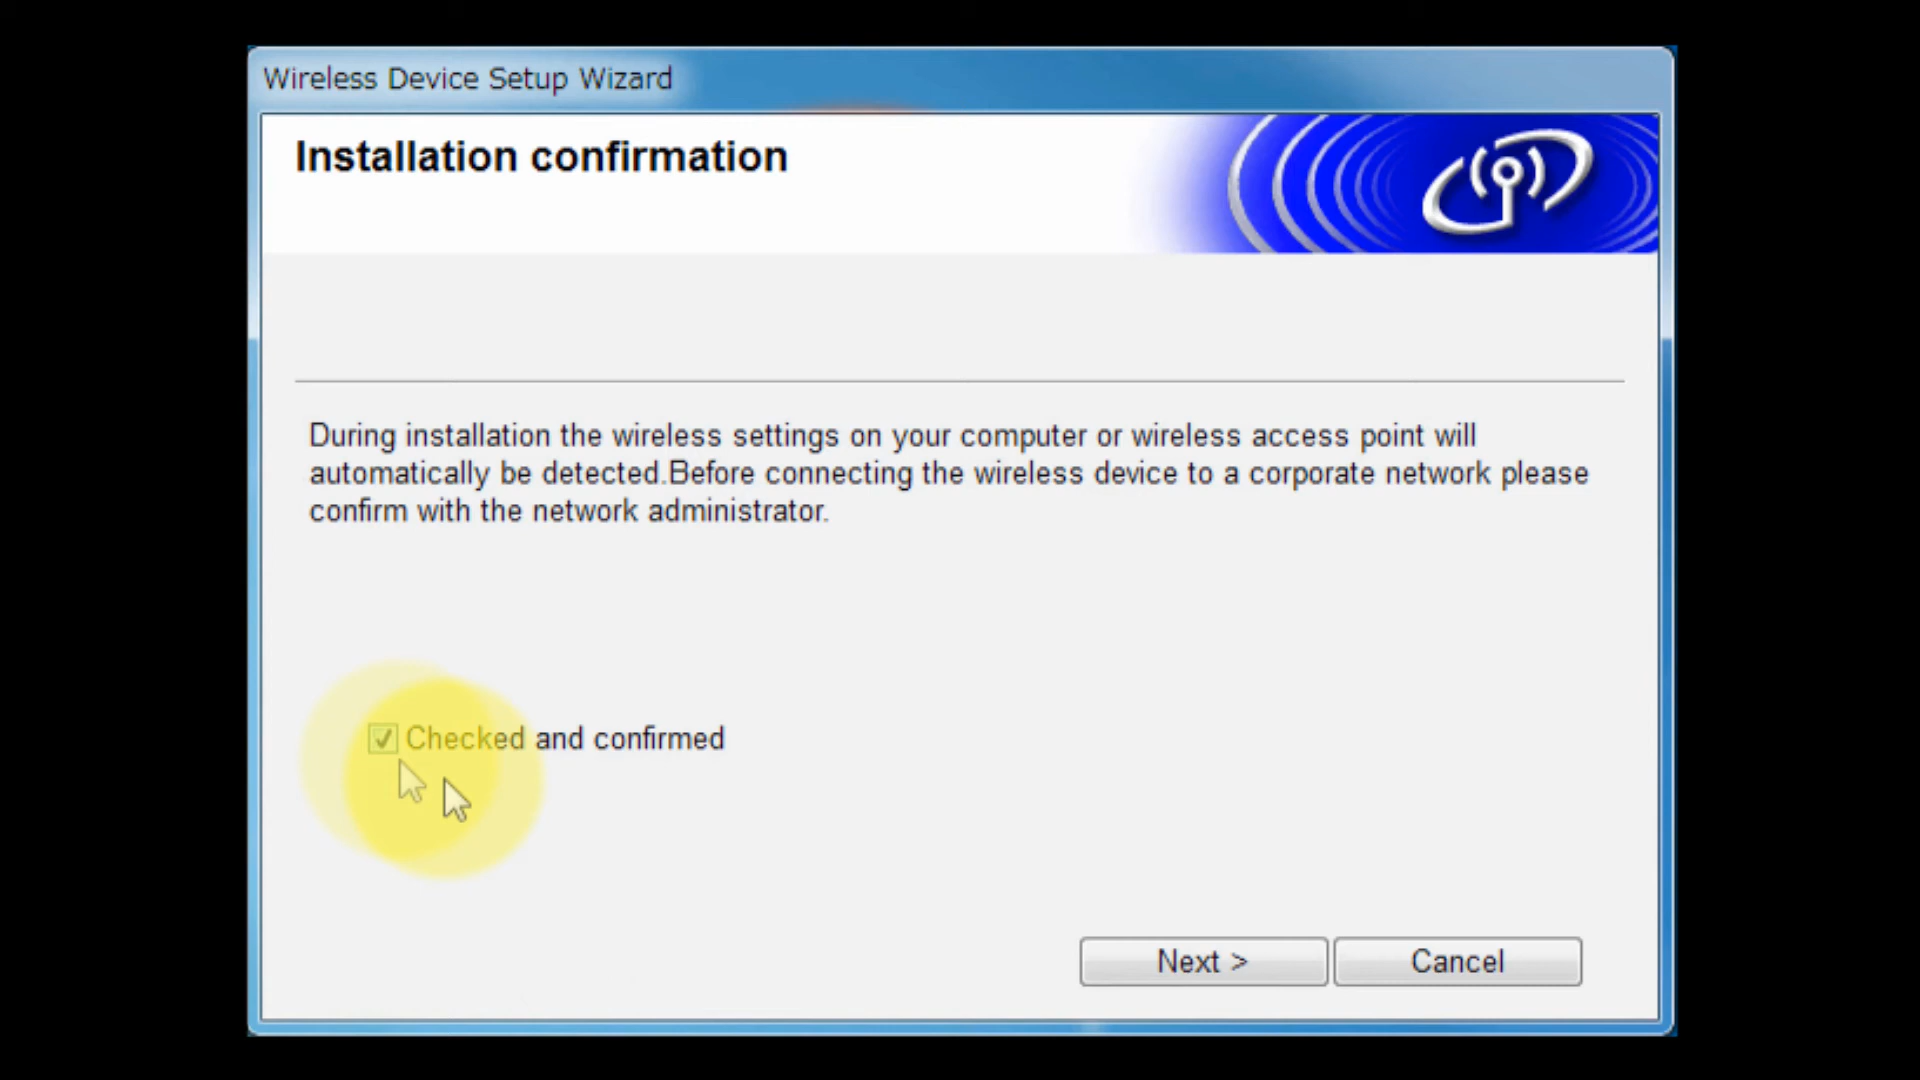 Wireless Device Setup Wizard
Installation confirmation
During installation the wireless settings on your computer or wireless access point will
automatically be detected.Before connecting the wireless device to a corporate network please
confirm with the network administrator.
Checked and confirmed
Next >
Cancel